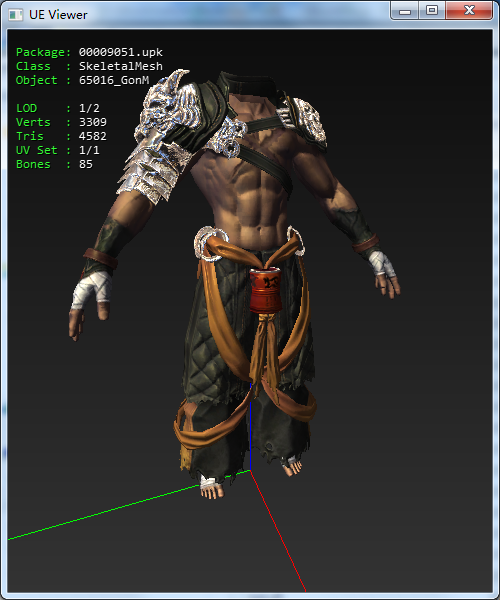 UE Viewer
Package: 00009051.upk
Class : SkeletalMesh
Object : 65016_GonM
LOD : 1/2
Verts : 3309
Tris : 4582
UV Set : 1/1
Bones : 85